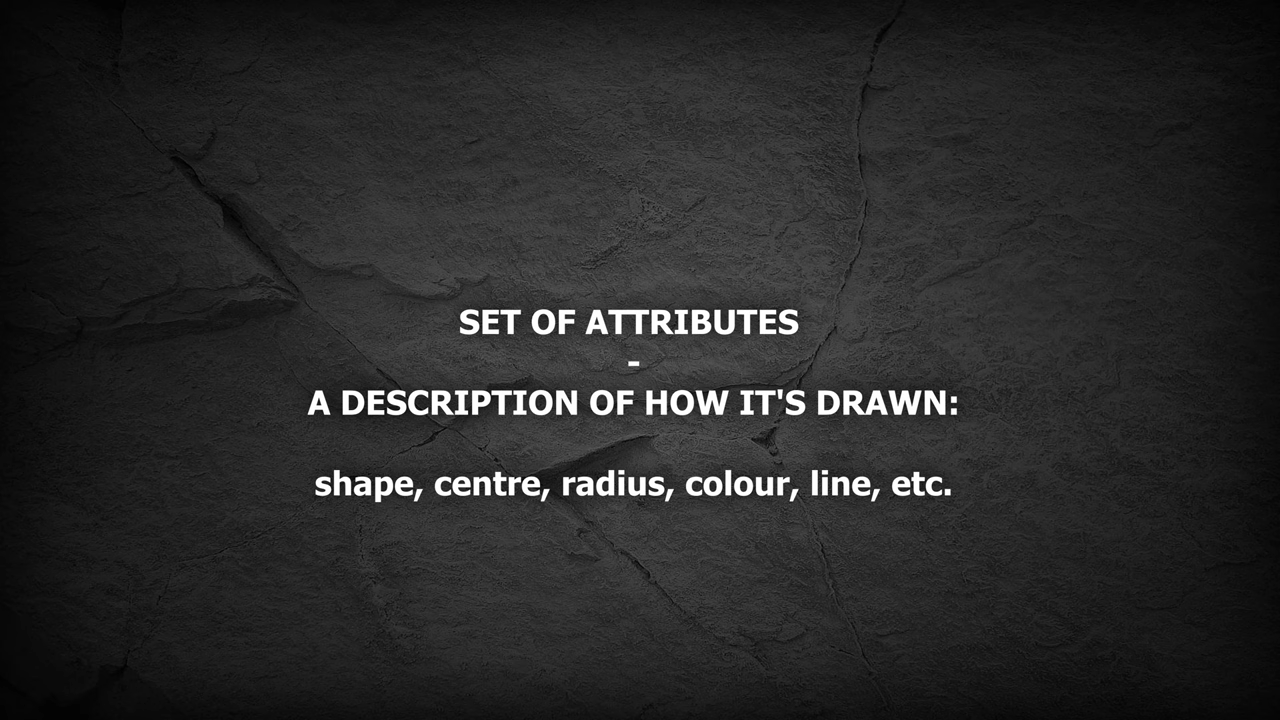 SET OF ATTRIBUTES
-
A DESCRIPTION OF HOW IT'S DRAWN:
shape, centre, radius, colour, line, etc.